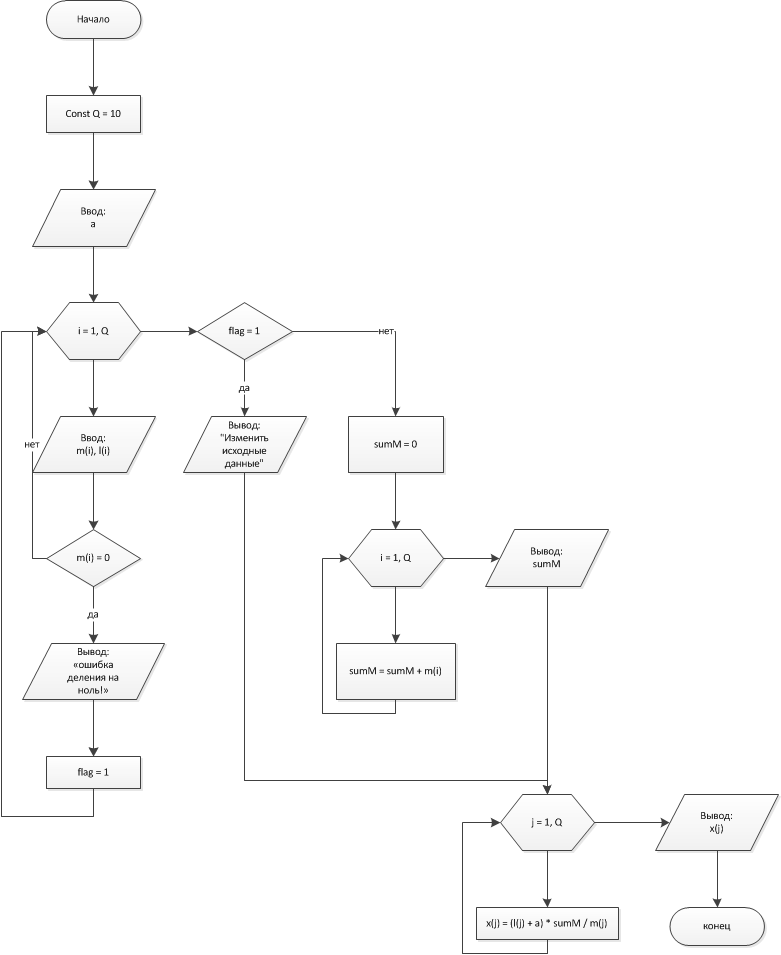 Начало
Const Q = 10
Ввод:
a
i = 1, Q
flag = 1
нет
да
нет
Ввод:
m(i), l(i)
Вывод:
"Изменить
исходные
данные"
sumM = 0
m(i) = 0
i = 1, Q
Вывод:
sumM
да
Вывод:
«ошибка
деления на
ноль!»
sumM = sumM + m(i)
flag = 1
j = 1, Q
Вывод:
x(j)
x(j) = (l(j) + a) * sumM / m(j)
конец